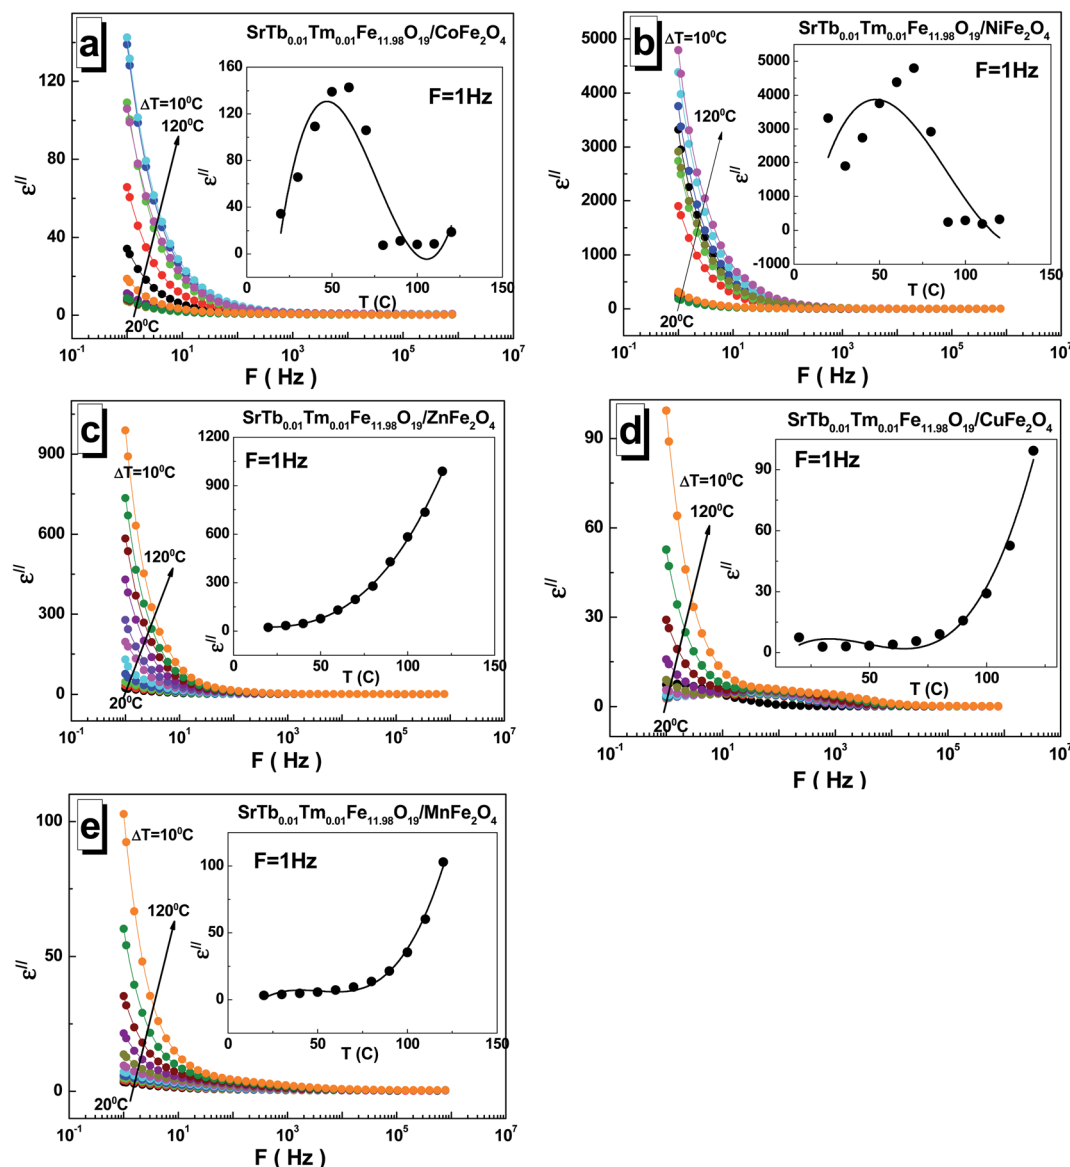 a
SrTb0.01Tm0.01Fe11.98O19/CoFe2O4
ε//
140
120
100
80
60
40
20
0
ΔT=10⁰C
120⁰C
20⁰C
10⁻¹ 10¹ 10³ 10⁵ 10⁷
F ( Hz )
F=1Hz
ε//
160
120
80
40
0
0 50 100 150
T (C)
b
SrTb0.01Tm0.01Fe11.98O19/NiFe2O4
ε//
5000
4000
3000
2000
1000
0
ΔT=10⁰C
120⁰C
20⁰C
10⁻¹ 10¹ 10³ 10⁵ 10⁷
F ( Hz )
F=1Hz
ε//
5000
4000
3000
2000
1000
0
-1000
0 50 100 150
T (C)
c
SrTb0.01Tm0.01Fe11.98O19/ZnFe2O4
ε//
900
600
300
0
ΔT=10⁰C
120⁰C
20⁰C
10⁻¹ 10¹ 10³ 10⁵ 10⁷
F ( Hz )
F=1Hz
ε//
1200
900
600
300
0
0 50 100 150
T (C)
d
SrTb0.01Tm0.01Fe11.98O19/CuFe2O4
ε//
90
60
30
0
ΔT=10⁰C
120⁰C
20⁰C
10⁻¹ 10¹ 10³ 10⁵ 10⁷
F ( Hz )
F=1Hz
ε//
90
60
30
0
50 100
T (C)
e
SrTb0.01Tm0.01Fe11.98O19/MnFe2O4
ε//
100
50
0
ΔT=10⁰C
120⁰C
20⁰C
10⁻¹ 10¹ 10³ 10⁵ 10⁷
F ( Hz )
F=1Hz
ε//
100
50
0
0 50 100 150
T (C)